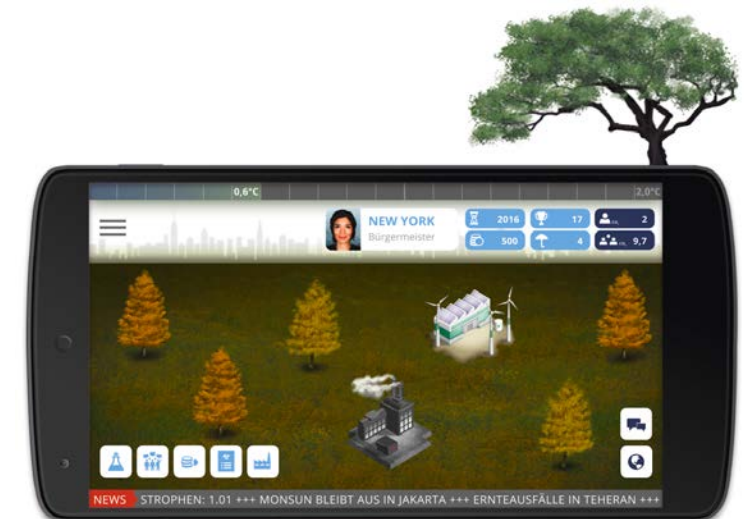 0,6°C
2,0°C
NEW YORK
Bürgermeister
2016
17
2
500
4
9,7
NEWS STROPHEN: 1.01 +++ MONSUN BLEIBT AUS IN JAKARTA +++ ERNTEAUSFÄLLE IN TEHERAN +++